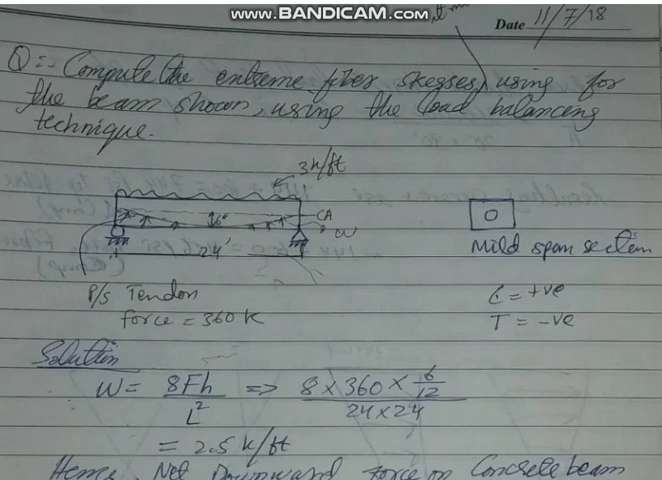 WWW.BANDICAM.COM
Date 11/7/18
Q:- Compute the extreme fiber stresses, using for
the beam shown, using the load balancing
technique.
3k/ft
6"
CA
W
24'
Mild span section
P/S Tendon
force = 360 K
C = +ve
T = -ve
Solution
W = 8Fh / L² => 8 × 360 × 6/12 / 24×24
= 2.5 k/ft
Hence, Net Downward force on Concrete beam